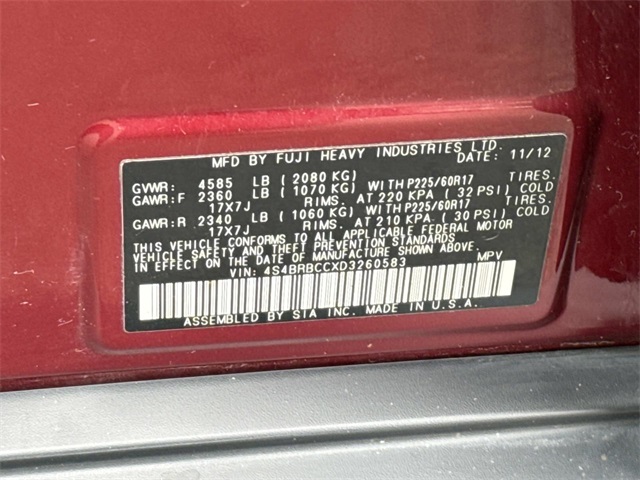 MFD BY FUJI HEAVY INDUSTRIES LTD.
DATE: 11/12
GVWR: 4585 LB ( 2080 KG)
GAWR:F 2360 LB ( 1070 KG) WITH P225/60R17 TIRES.
17X7J RIMS. AT 220 KPA ( 32 PSI) COLD
GAWR:R 2340 LB ( 1060 KG) WITH P225/60R17 TIRES.
17X7J RIMS. AT 210 KPA ( 30 PSI) COLD
THIS VEHICLE CONFORMS TO ALL APPLICABLE FEDERAL MOTOR
VEHICLE SAFETY AND THEFT PREVENTION STANDARDS
IN EFFECT ON THE DATE OF MANUFACTURE SHOWN ABOVE.
VIN: 4S4BRBCCXD3260583 MPV
ASSEMBLED BY SIA INC. MADE IN U.S.A.